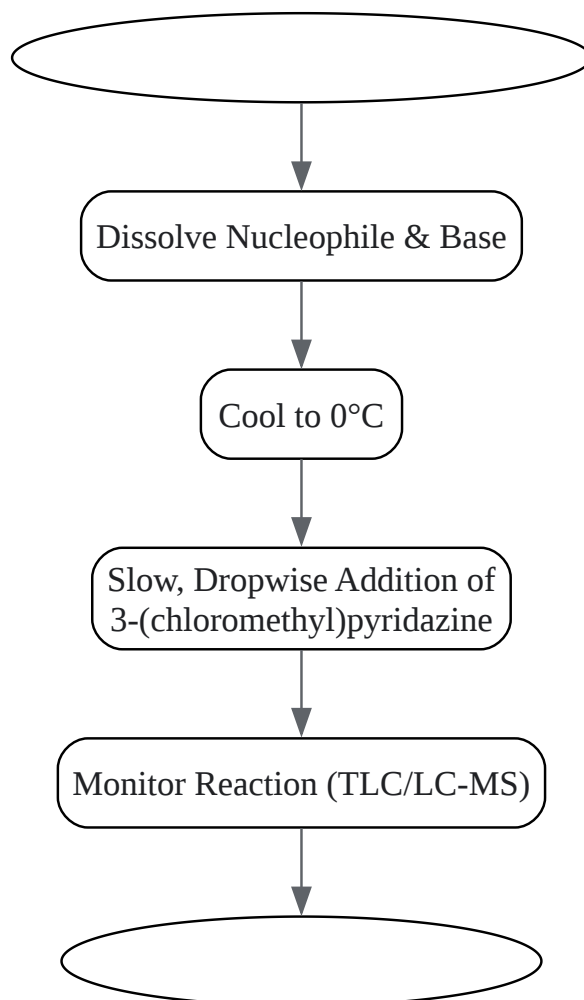 Dissolve Nucleophile & Base
Cool to 0°C
Slow, Dropwise Addition of
3-(chloromethyl)pyridazine
Monitor Reaction (TLC/LC-MS)